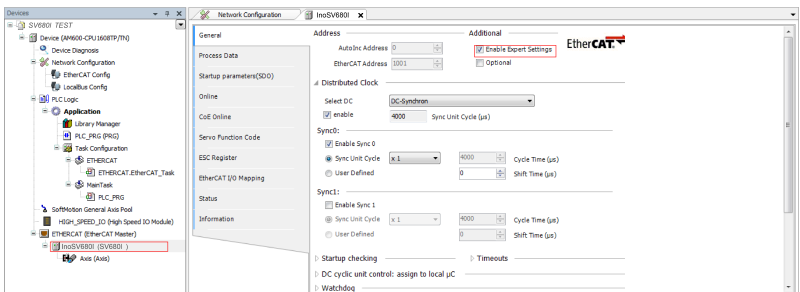 Devices
SV680I TEST
Device (AM600-CPU1608TP/TN)
Device Diagnosis
Network Configuration
EtherCAT Config
LocalBus Config
PLC Logic
Application
Library Manager
PLC_PRG (PRG)
Task Configuration
ETHERCAT
ETHERCAT.EtherCAT_Task
MainTask
PLC_PRG
SoftMotion General Axis Pool
HIGH_SPEED_IO (High Speed IO Module)
ETHERCAT (EtherCAT Master)
InoSV680I (SV680I )
Axis (Axis)
Network Configuration
InoSV680I
General
Process Data
Startup parameters(SDO)
Online
CoE Online
Servo Function Code
ESC Register
EtherCAT I/O Mapping
Status
Information
Address
Additional
AutoInc Address 0
Enable Expert Settings
EtherCAT.
EtherCAT Address 1001
Optional
Distributed Clock
Select DC DC-Synchron
enable 4000 Sync Unit Cycle (μs)
Sync0:
Enable Sync 0
Sync Unit Cycle x 1 4000 Cycle Time (μs)
User Defined 0 Shift Time (μs)
Sync1:
Enable Sync 1
Sync Unit Cycle x 1 4000 Cycle Time (μs)
User Defined 0 Shift Time (μs)
Startup checking
Timeouts
DC cyclic unit control: assign to local μC
Watchdog